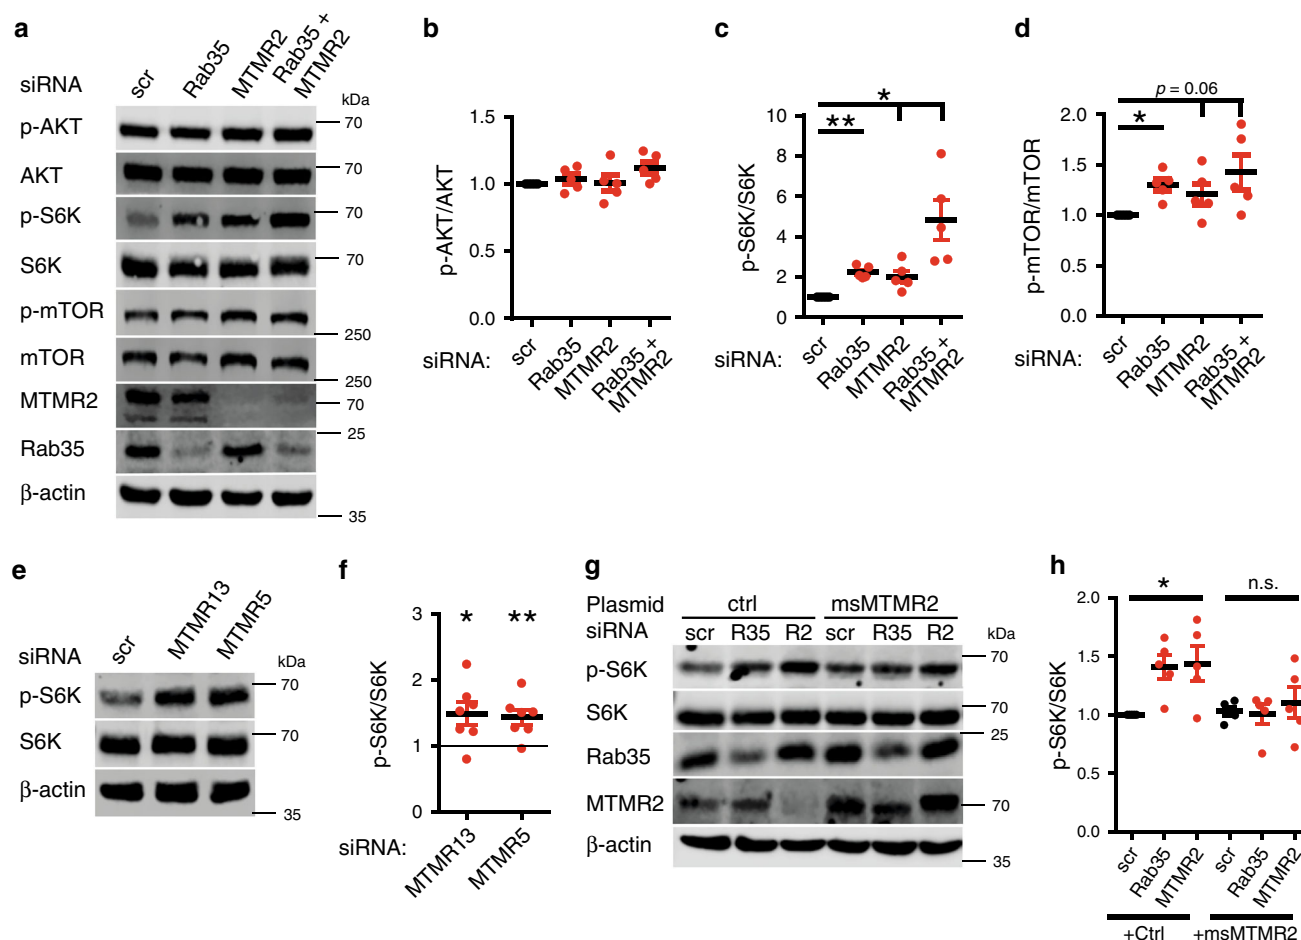 a
siRNA
scr
Rab35
MTMR2
Rab35 +
MTMR2
kDa
p-AKT
70
AKT
70
p-S6K
70
S6K
70
p-mTOR
250
mTOR
250
MTMR2
70
Rab35
25
β-actin
35
b
p-AKT/AKT
1.5
1.0
0.5
0.0
siRNA:
scr
Rab35
MTMR2
Rab35 +
MTMR2
c
p-S6K/S6K
10
8
6
4
2
0
**
*
siRNA:
scr
Rab35
MTMR2
Rab35 +
MTMR2
d
p-mTOR/mTOR
2.0
1.5
1.0
0.5
0.0
*
p = 0.06
scr
Rab35
MTMR2
Rab35 +
MTMR2
e
siRNA
scr
MTMR13
MTMR5
kDa
p-S6K
70
S6K
70
β-actin
35
f
p-S6K/S6K
3
2
1
0
*
**
siRNA:
MTMR13
MTMR5
g
Plasmid
ctrl
msMTMR2
siRNA
scr R35 R2 scr R35 R2
kDa
p-S6K
70
S6K
70
Rab35
25
MTMR2
70
β-actin
35
h
p-S6K/S6K
2.0
1.5
1.0
0.5
0.0
*
n.s.
scr
Rab35
MTMR2
scr
Rab35
MTMR2
+Ctrl
+msMTMR2